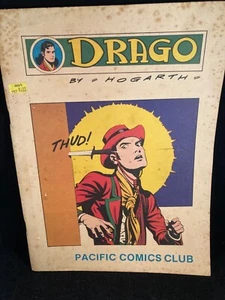 DRAGO
BY HOGARTH
THUD!
PACIFIC COMICS CLUB